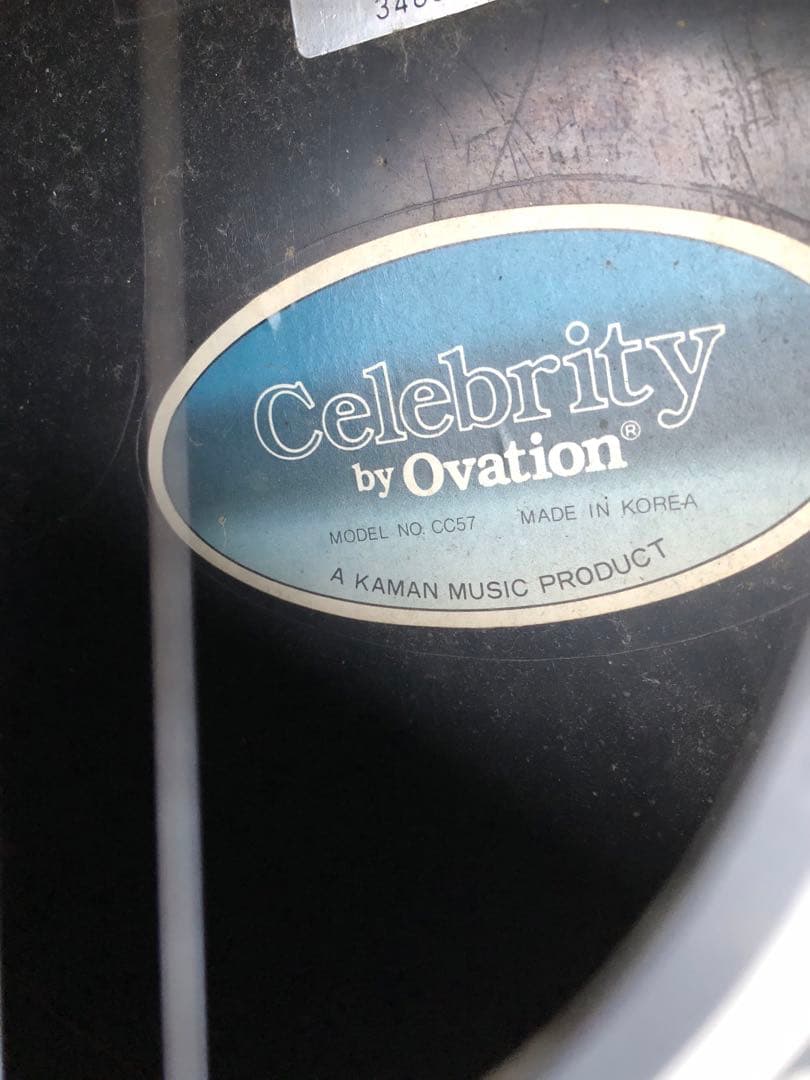 Celebrity
by Ovation®
MODEL NO. CC57 MADE IN KOREA
A KAMAN MUSIC PRODUCT